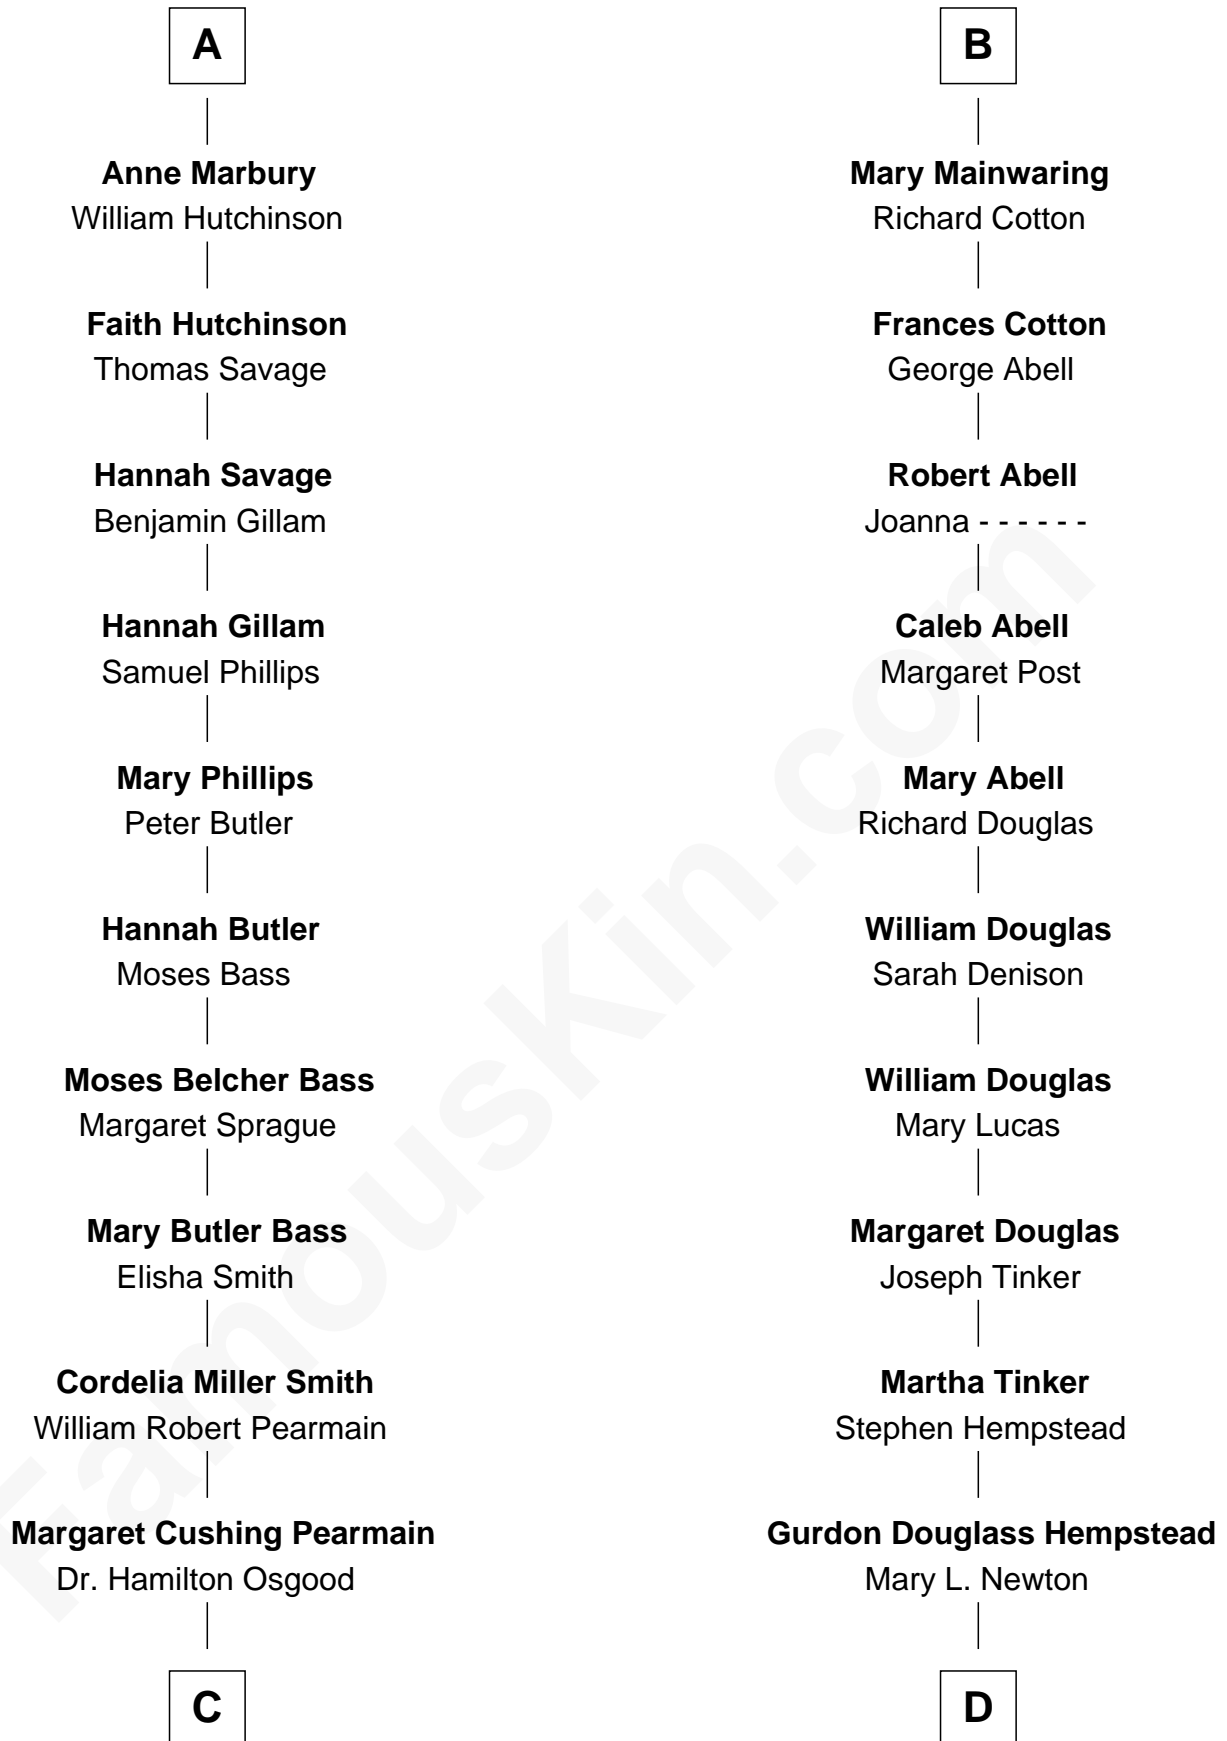 A
Anne Marbury
William Hutchinson
Faith Hutchinson
Thomas Savage
Hannah Savage
Benjamin Gillam
Hannah Gillam
Samuel Phillips
Mary Phillips
Peter Butler
Hannah Butler
Moses Bass
Moses Belcher Bass
Margaret Sprague
Mary Butler Bass
Elisha Smith
Cordelia Miller Smith
William Robert Pearmain
Margaret Cushing Pearmain
Dr. Hamilton Osgood
C
B
Mary Mainwaring
Richard Cotton
Frances Cotton
George Abell
Robert Abell
Joanna - - - - - -
Caleb Abell
Margaret Post
Mary Abell
Richard Douglas
William Douglas
Sarah Denison
William Douglas
Mary Lucas
Margaret Douglas
Joseph Tinker
Martha Tinker
Stephen Hempstead
Gurdon Douglass Hempstead
Mary L. Newton
D
FamousKin.com